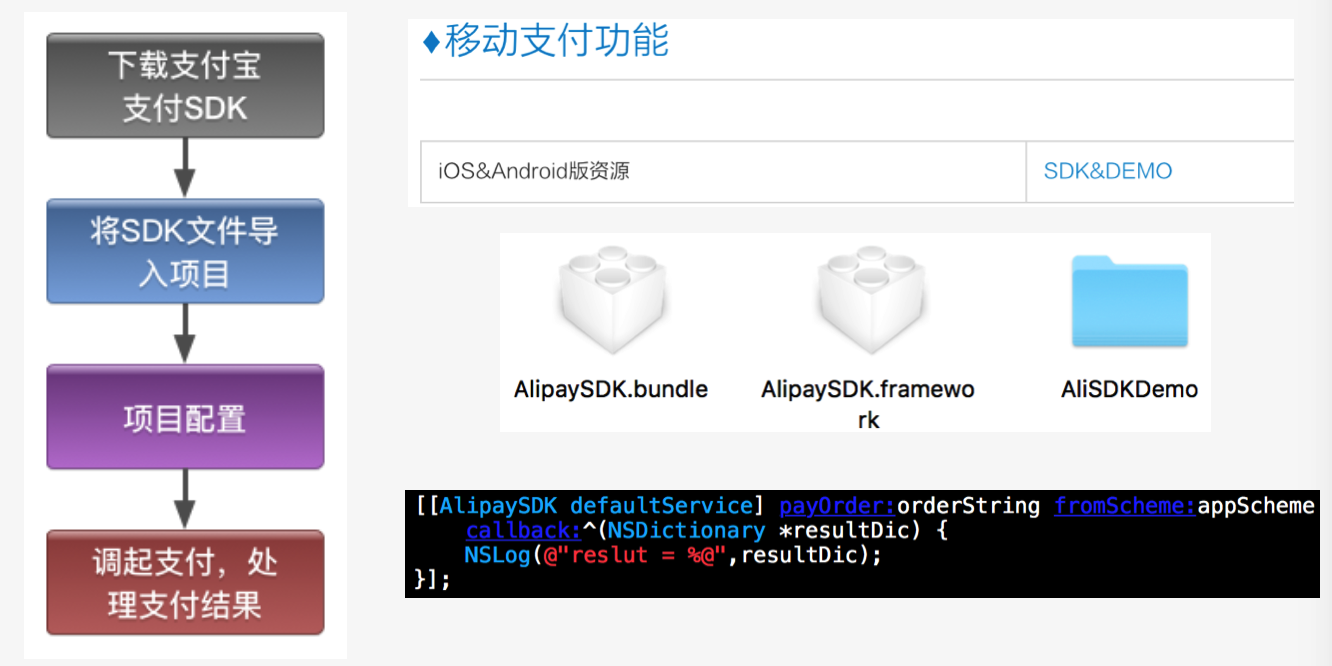 下载支付宝
支付SDK
将SDK文件导
入项目
项目配置
调起支付，处
理支付结果
♦移动支付功能
iOS&Android版资源
SDK&DEMO
AlipaySDK.bundle
AlipaySDK.framewo
rk
AliSDKDemo
[[AlipaySDK defaultService] payOrder:orderString fromScheme:appScheme
callback:^(NSDictionary *resultDic) {
NSLog(@"reslut = %@",resultDic);
}];